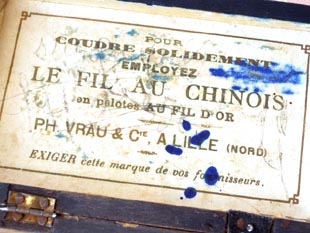 POUR
COUDRE SOLIDEMENT
EMPLOYEZ
LE FIL AU CHINOIS
en pelotes AU FIL D'OR
PH. VRAU & CIE, A LILLE (NORD)
EXIGER cette marque de vos fournisseurs.